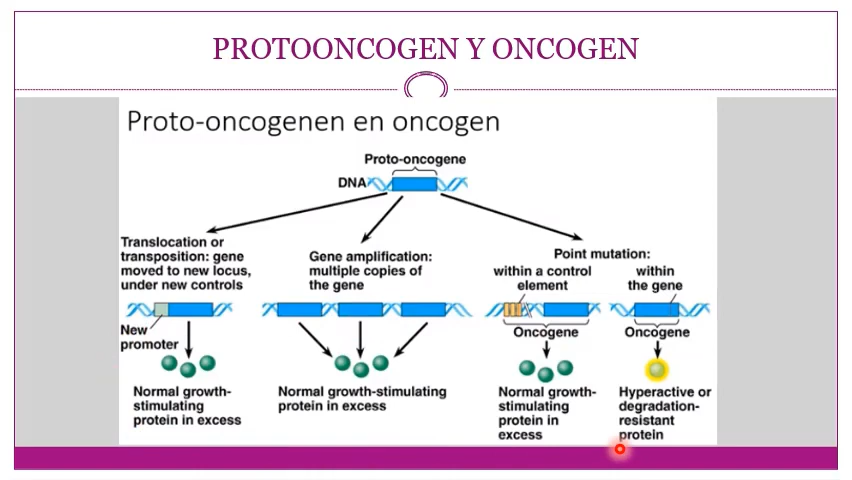 PROTOONCOGEN Y ONCOGEN
Proto-oncogenen en oncogen
Proto-oncogene
DNA
Translocation or
transposition: gene
moved to new locus,
under new controls
New
promoter
Normal growth-
stimulating
protein in excess
Gene amplification:
multiple copies of
the gene
Normal growth-stimulating
protein in excess
Point mutation:
within a control
element
Oncogene
Normal growth-
stimulating
protein in
excess
within
the gene
Oncogene
Hyperactive or
degradation-
resistant
protein